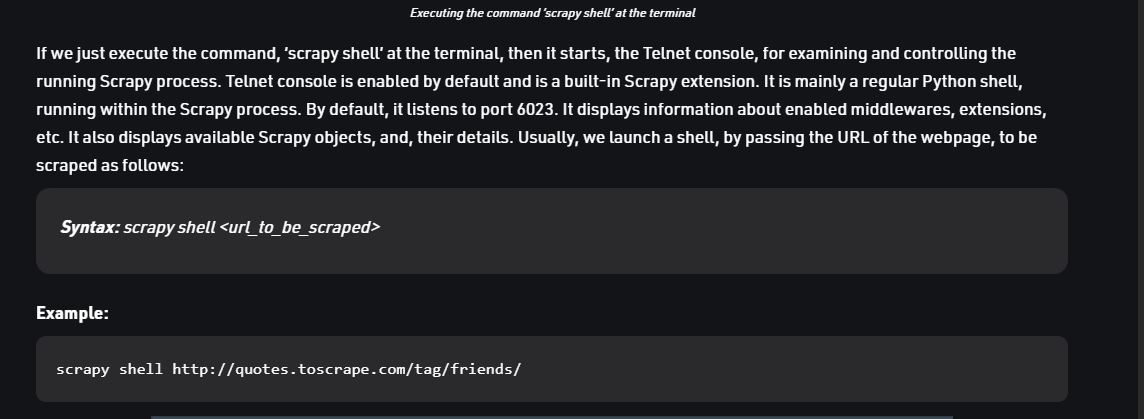 Executing the command 'scrapy shell' at the terminal
If we just execute the command, 'scrapy shell' at the terminal, then it starts, the Telnet console, for examining and controlling the
running Scrapy process. Telnet console is enabled by default and is a built-in Scrapy extension. It is mainly a regular Python shell,
running within the Scrapy process. By default, it listens to port 6023. It displays information about enabled middlewares, extensions,
etc. It also displays available Scrapy objects, and, their details. Usually, we launch a shell, by passing the URL of the webpage, to be
scraped as follows:
Syntax: scrapy shell <url_to_be_scraped>
Example:
scrapy shell http://quotes.toscrape.com/tag/friends/